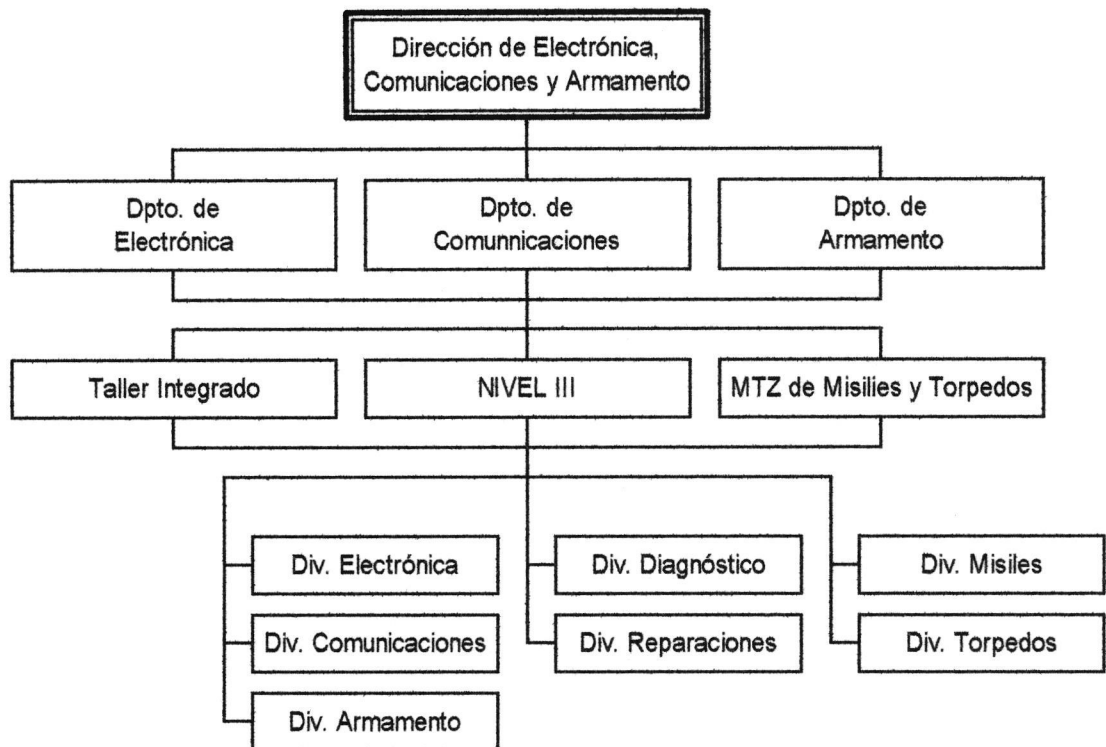 Dirección de Electrónica,
Comunicaciones y Armamento
Dpto. de
Electrónica
Dpto. de
Comunnicaciones
Dpto. de
Armamento
Taller Integrado
NIVEL III
MTZ de Misilies y Torpedos
Div. Electrónica
Div. Diagnóstico
Div. Misiles
Div. Comunicaciones
Div. Reparaciones
Div. Torpedos
Div. Armamento